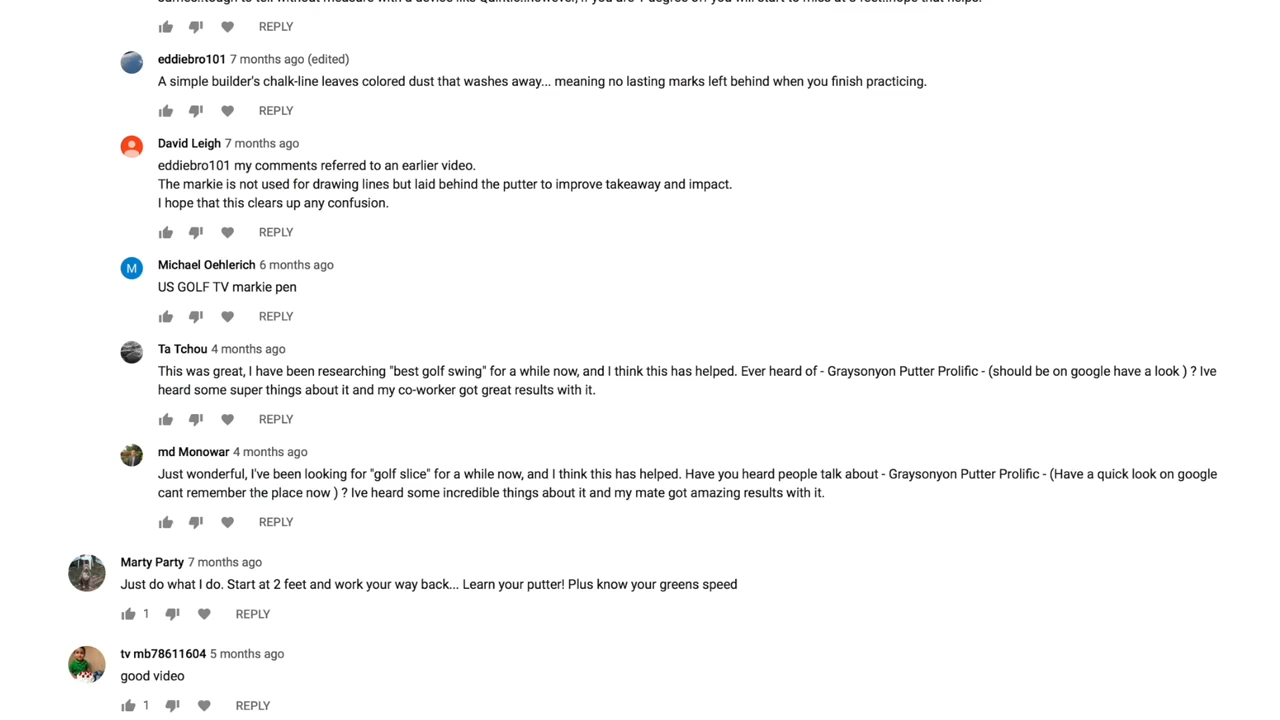 REPLY
eddiebro101 7 months ago (edited)
A simple builder's chalk-line leaves colored dust that washes away... meaning no lasting marks left behind when you finish practicing.
REPLY
David Leigh 7 months ago
eddiebro101 my comments referred to an earlier video.
The markie is not used for drawing lines but laid behind the putter to improve takeaway and impact.
I hope that this clears up any confusion.
REPLY
M
Michael Oehlerich 6 months ago
US GOLF TV markie pen
REPLY
Ta Tchou 4 months ago
This was great, I have been researching "best golf swing" for a while now, and I think this has helped. Ever heard of - Graysonyon Putter Prolific - (should be on google have a look ) ? Ive
heard some super things about it and my co-worker got great results with it.
REPLY
md Monowar 4 months ago
Just wonderful, I've been looking for "golf slice" for a while now, and I think this has helped. Have you heard people talk about - Graysonyon Putter Prolific - (Have a quick look on google
cant remember the place now ) ? Ive heard some incredible things about it and my mate got amazing results with it.
REPLY
Marty Party 7 months ago
Just do what I do. Start at 2 feet and work your way back... Learn your putter! Plus know your greens speed
1 REPLY
tv mb78611604 5 months ago
good video
1 REPLY